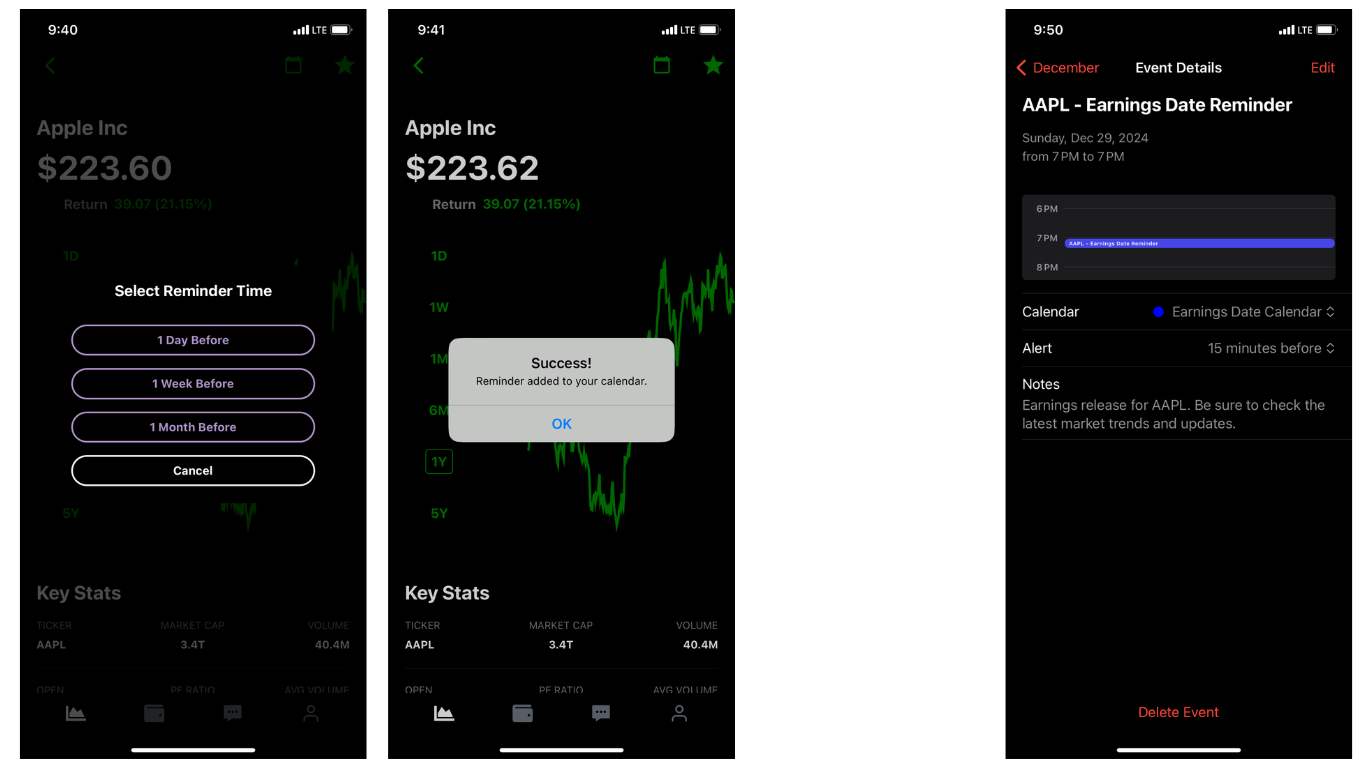 9:40
LTE
Apple Inc
$223.60
Return 39.07 (21.15%)
1D
Select Reminder Time
1 Day Before
1 Week Before
1 Month Before
Cancel
5Y
Key Stats
TICKER MARKET CAP VOLUME
AAPL 3.4T 40.4M
OPEN PE RATIO AVG VOLUME
9:41
LTE
Apple Inc
$223.62
Return 39.07 (21.15%)
1D
1W
1M
Success!
Reminder added to your calendar.
OK
6M
1Y
5Y
Key Stats
TICKER MARKET CAP VOLUME
AAPL 3.4T 40.4M
OPEN PE RATIO AVG VOLUME
9:50
LTE
December Event Details Edit
AAPL - Earnings Date Reminder
Sunday, Dec 29, 2024
from 7 PM to 7 PM
6 PM
7 PM AAPL - Earnings Date Reminder
8 PM
Calendar Earnings Date Calendar
Alert 15 minutes before
Notes
Earnings release for AAPL. Be sure to check the
latest market trends and updates.
Delete Event